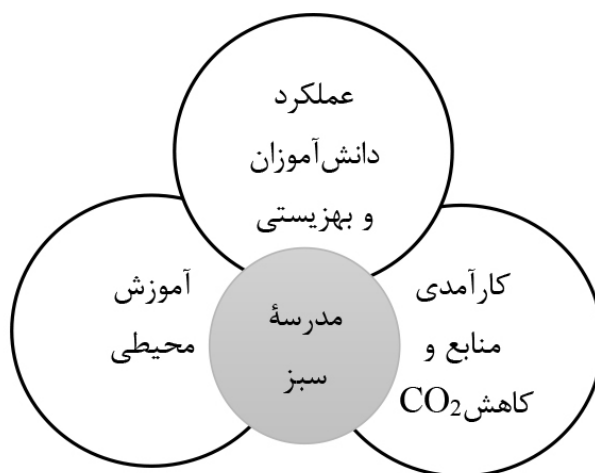 عملکرد
دانش‌آموزان
و بهزیستی
کارآمدی
منابع و
کاهش CO2
مدرسهٔ
سبز
آموزش
محیطی